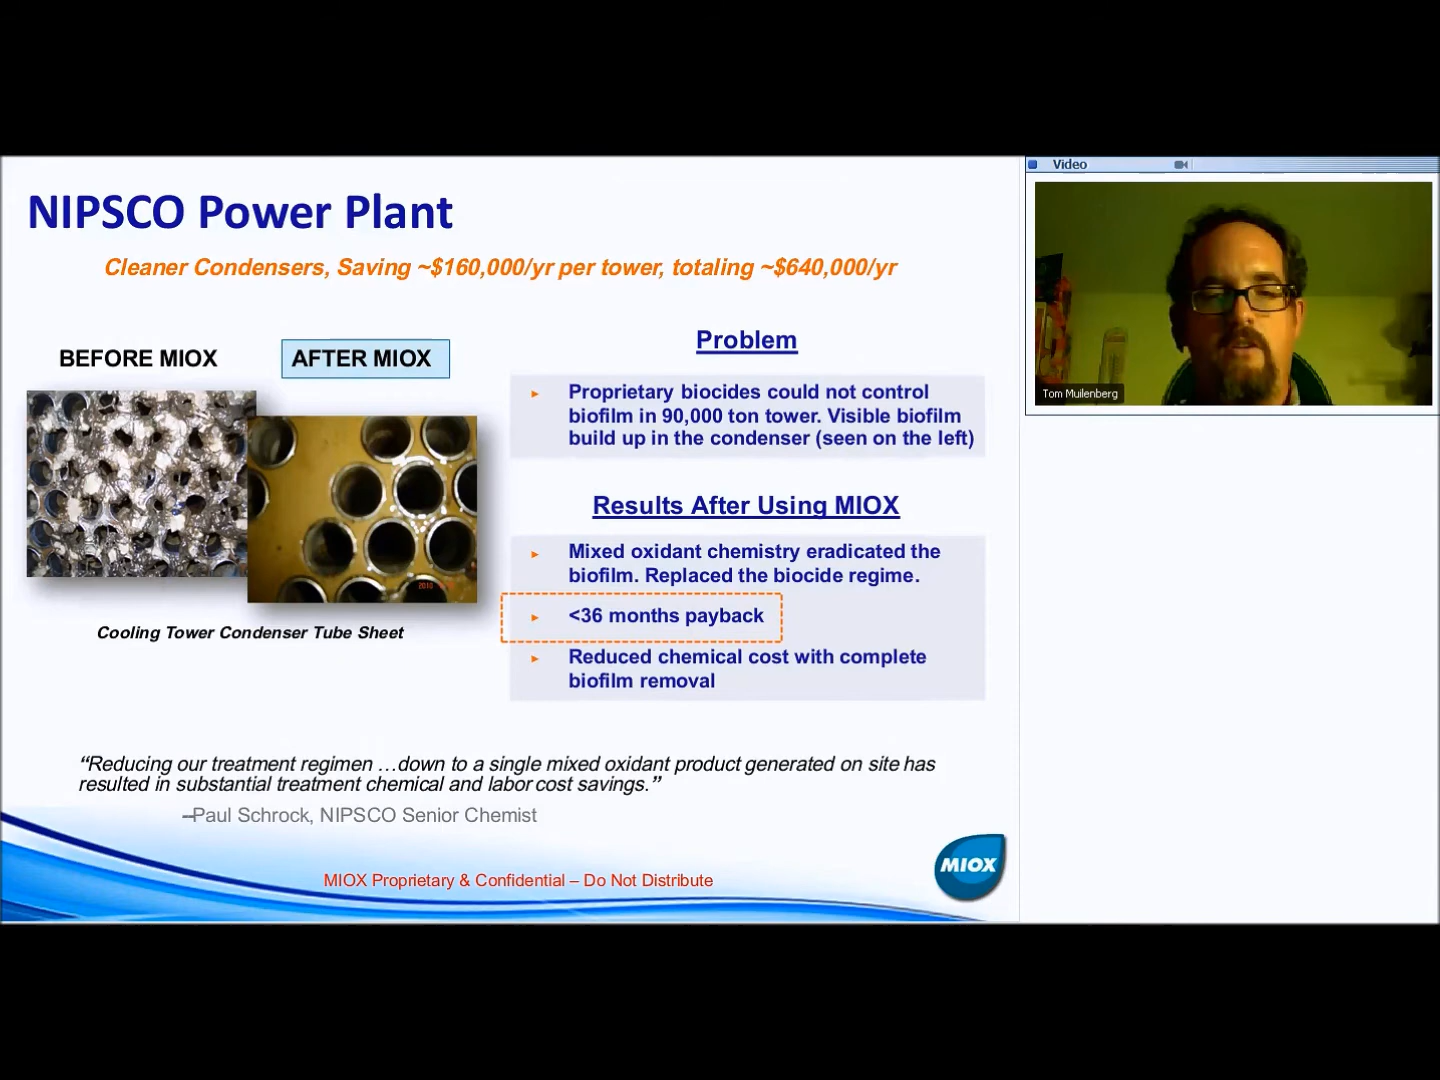 NIPSCO Power Plant
Cleaner Condensers, Saving ~$160,000/yr per tower, totaling ~$640,000/yr
BEFORE MIOX
AFTER MIOX
Cooling Tower Condenser Tube Sheet
Problem
▸ Proprietary biocides could not control
biofilm in 90,000 ton tower. Visible biofilm
build up in the condenser (seen on the left)
Results After Using MIOX
▸ Mixed oxidant chemistry eradicated the
biofilm. Replaced the biocide regime.
▸ <36 months payback
▸ Reduced chemical cost with complete
biofilm removal
“Reducing our treatment regimen …down to a single mixed oxidant product generated on site has
resulted in substantial treatment chemical and labor cost savings.”
–Paul Schrock, NIPSCO Senior Chemist
MIOX Proprietary & Confidential – Do Not Distribute
MIOX
Video
Tom Muilenberg